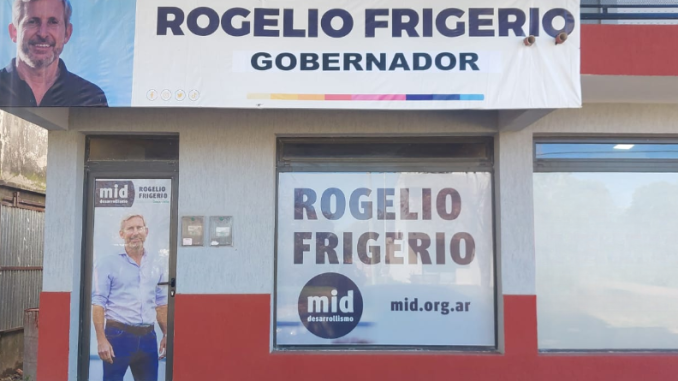 ROGELIO FRIGERIO
GOBERNADOR
mid
desarrollismo
ROGELIO
FRIGERIO
ROGELIO
FRIGERIO
mid
desarrollismo
mid.org.ar